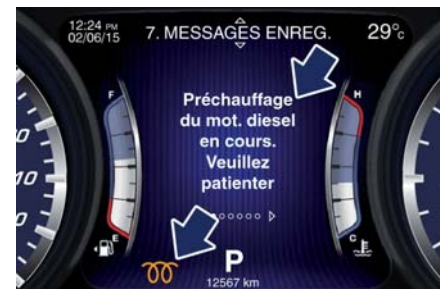 12:24 PM
02/06/15
7. MESSAGES ENREG.
29°c
F
H
Préchauffage
du mot. diesel
en cours.
Veuillez
patienter
E
C
P
12567 km